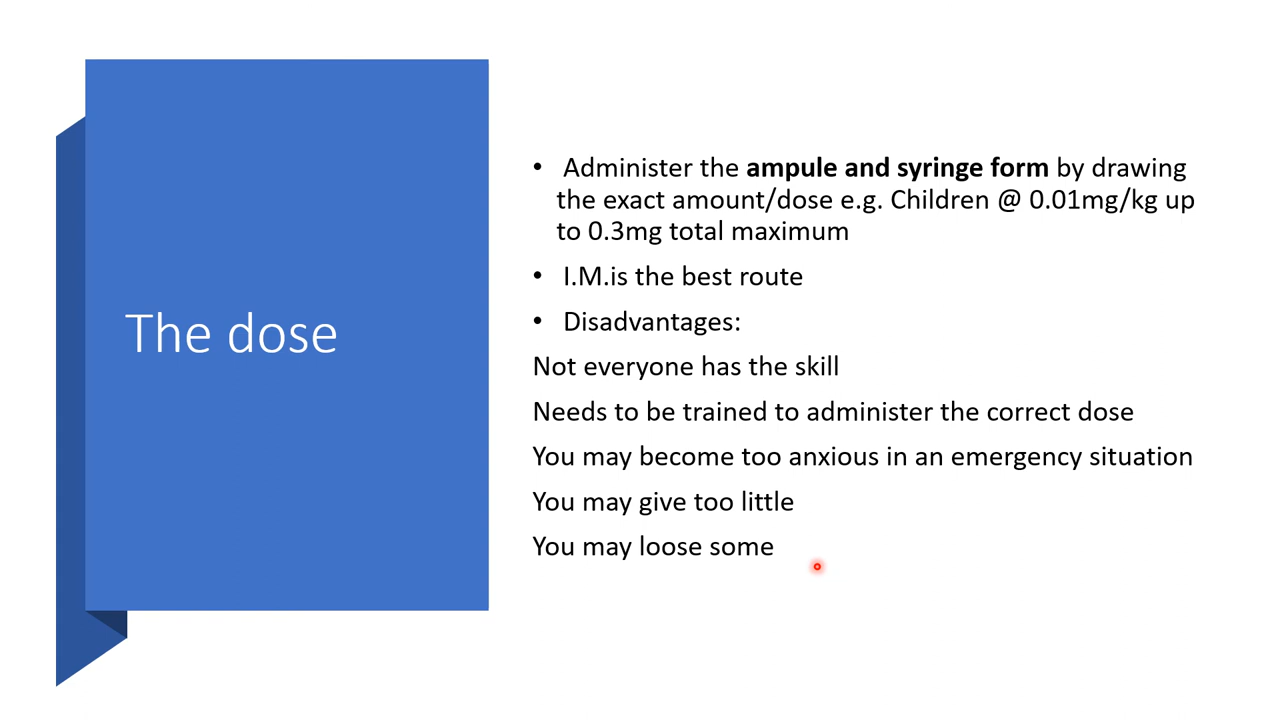 The dose
• Administer the ampule and syringe form by drawing
the exact amount/dose e.g. Children @ 0.01mg/kg up
to 0.3mg total maximum
• I.M.is the best route
• Disadvantages:
Not everyone has the skill
Needs to be trained to administer the correct dose
You may become too anxious in an emergency situation
You may give too little
You may loose some